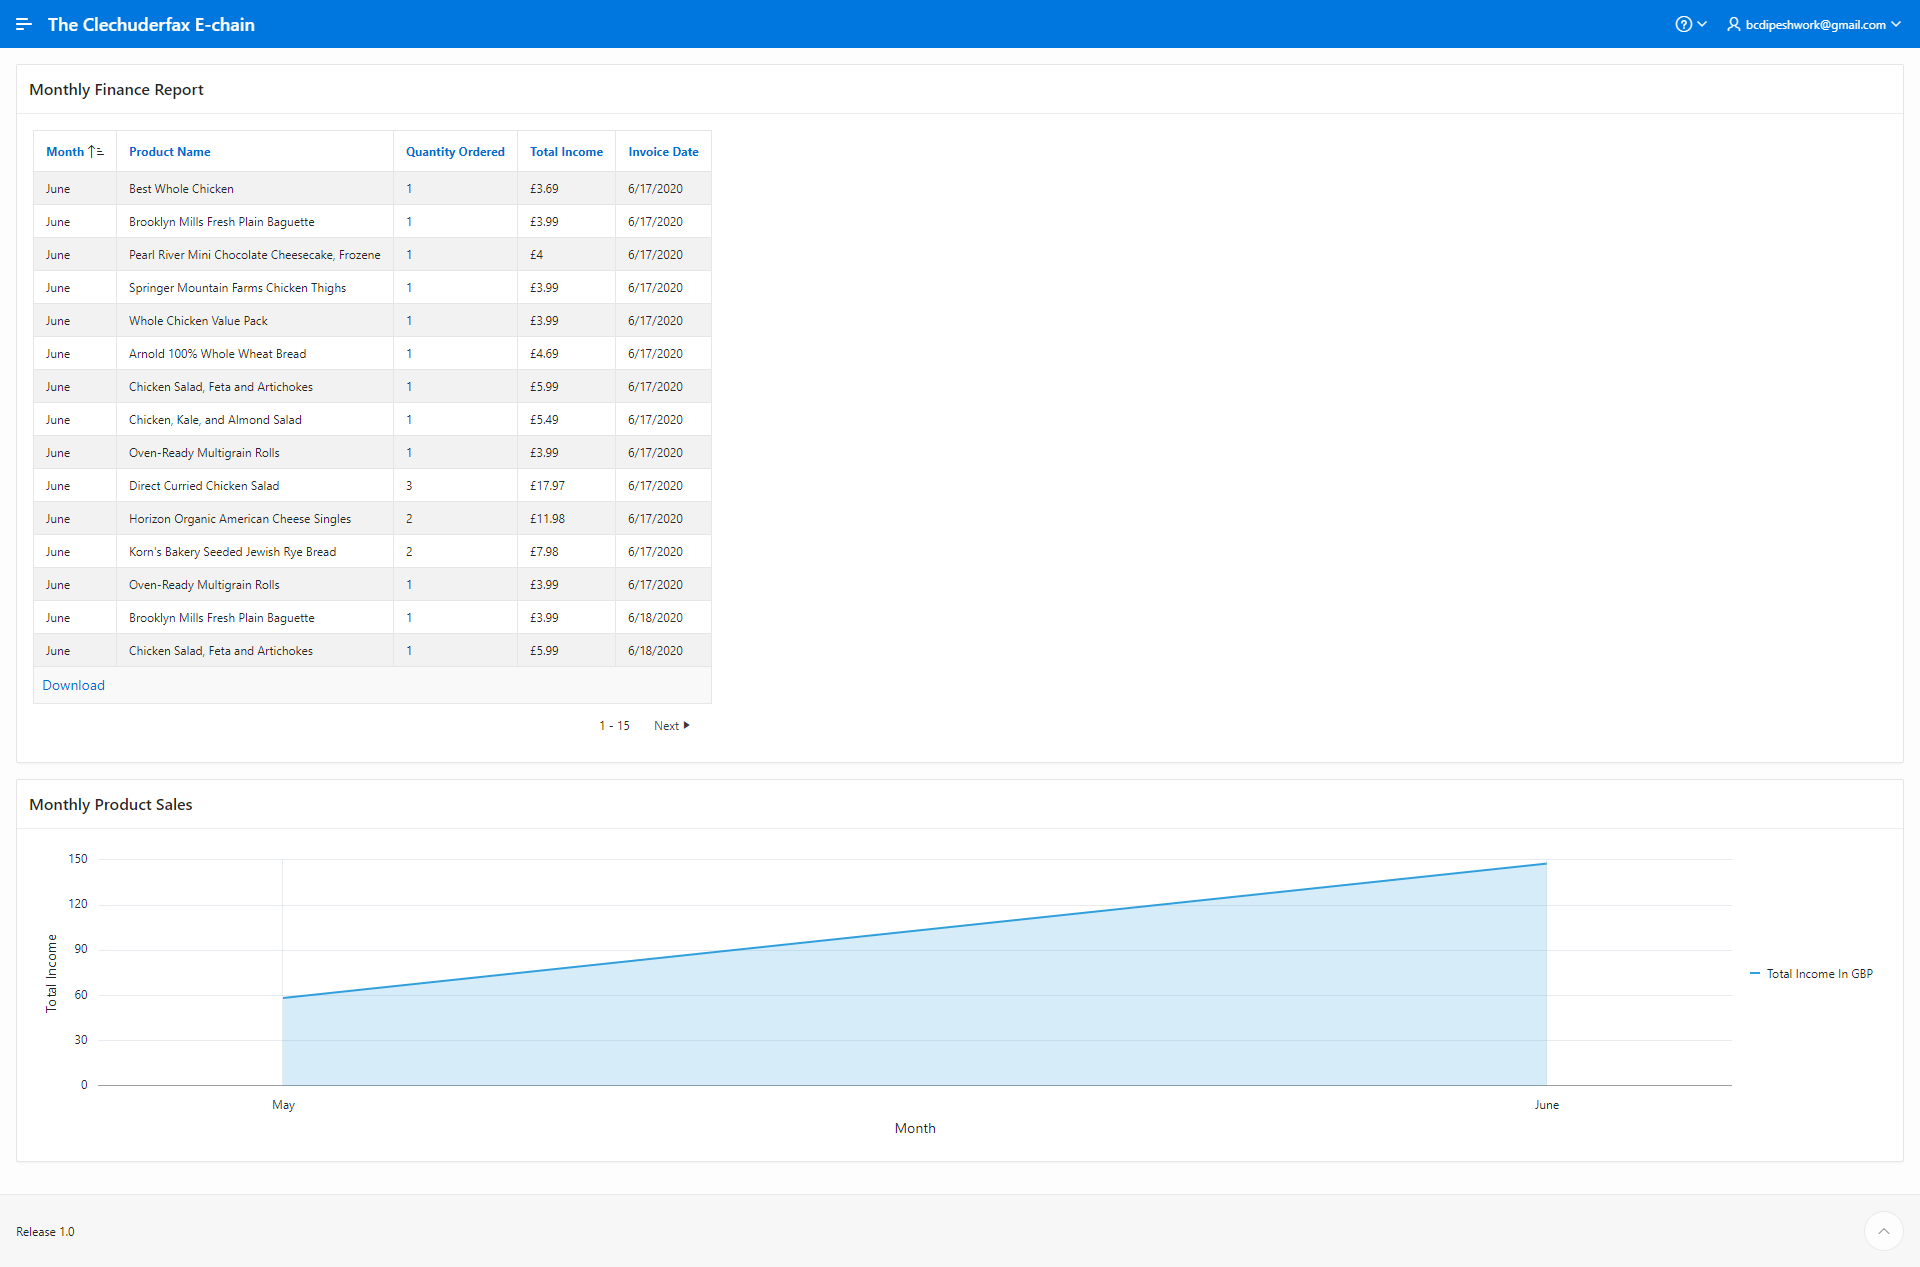 The Clechuderfax E-chain
bcdipeshwork@gmail.com
Monthly Finance Report
Month Product Name Quantity Ordered Total Income Invoice Date
June Best Whole Chicken 1 £3.69 6/17/2020
June Brooklyn Mills Fresh Plain Baguette 1 £3.99 6/17/2020
June Pearl River Mini Chocolate Cheesecake, Frozene 1 £4 6/17/2020
June Springer Mountain Farms Chicken Thighs 1 £3.99 6/17/2020
June Whole Chicken Value Pack 1 £3.99 6/17/2020
June Arnold 100% Whole Wheat Bread 1 £4.69 6/17/2020
June Chicken Salad, Feta and Artichokes 1 £5.99 6/17/2020
June Chicken, Kale, and Almond Salad 1 £5.49 6/17/2020
June Oven-Ready Multigrain Rolls 1 £3.99 6/17/2020
June Direct Curried Chicken Salad 3 £17.97 6/17/2020
June Horizon Organic American Cheese Singles 2 £11.98 6/17/2020
June Korn's Bakery Seeded Jewish Rye Bread 2 £7.98 6/17/2020
June Oven-Ready Multigrain Rolls 1 £3.99 6/17/2020
June Brooklyn Mills Fresh Plain Baguette 1 £3.99 6/18/2020
June Chicken Salad, Feta and Artichokes 1 £5.99 6/18/2020
Download
1 - 15 Next
Monthly Product Sales
150
120
90
60
30
0
Total Income
May June
Month
Total Income In GBP
Release 1.0